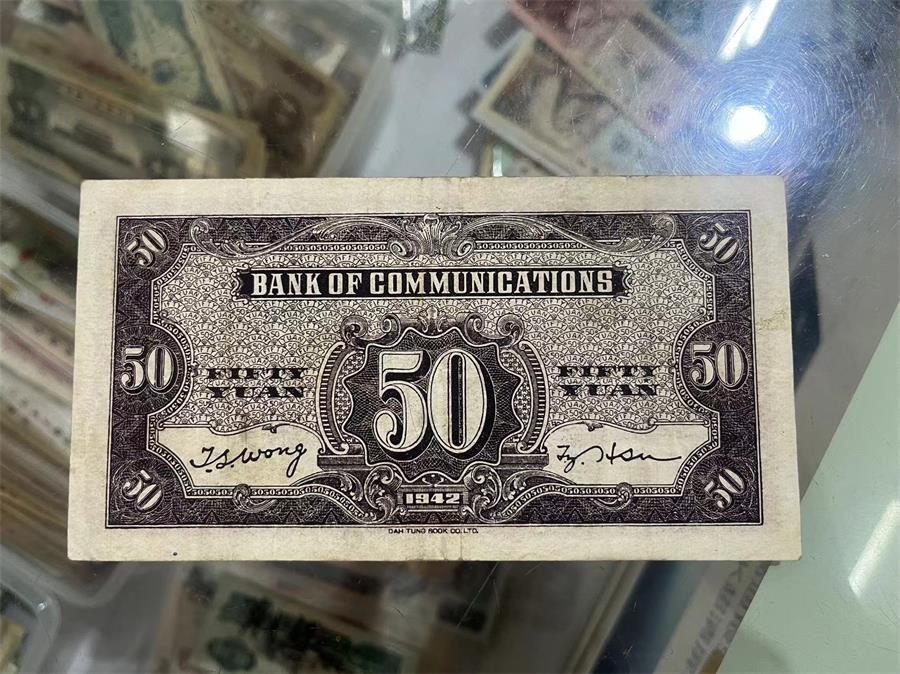 50 50
BANK OF COMMUNICATIONS
50 FIFTY YUAN 50 FIFTY YUAN 50
T.S.Wong Ty. Hsu
50 1942 50
DAH TUNG BOOK CO.LTD.